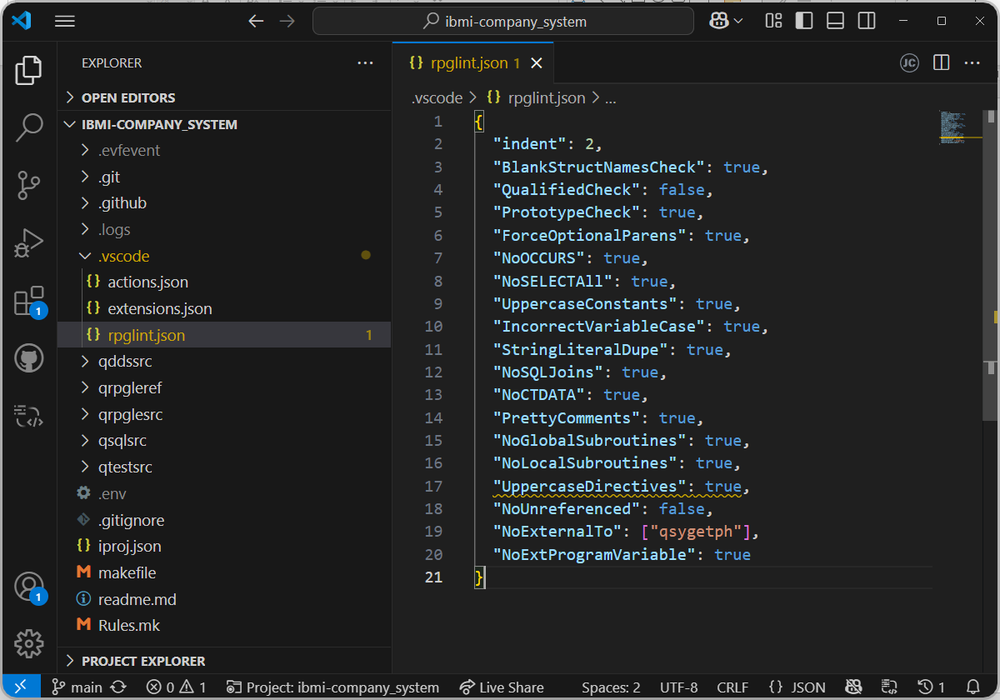 ibmi-company_system
EXPLORER
OPEN EDITORS
IBMI-COMPANY_SYSTEM
.evfevent
.git
.github
.logs
.vscode
{} actions.json
{} extensions.json
{} rpglint.json 1
qddssrc
qrpgleref
qrpglesrc
qsqlsrc
qtestsrc
.env
.gitignore
{} iproj.json
M makefile
readme.md
M Rules.mk
PROJECT EXPLORER
1
1
{} rpglint.json 1
JC
.vscode > {} rpglint.json > ...
1 {
2 "indent": 2,
3 "BlankStructNamesCheck": true,
4 "QualifiedCheck": false,
5 "PrototypeCheck": true,
6 "ForceOptionalParens": true,
7 "NoOCCURS": true,
8 "NoSELECTAll": true,
9 "UppercaseConstants": true,
10 "IncorrectVariableCase": true,
11 "StringLiteralDupe": true,
12 "NoSQLJoins": true,
13 "NoCTDATA": true,
14 "PrettyComments": true,
15 "NoGlobalSubroutines": true,
16 "NoLocalSubroutines": true,
17 "UppercaseDirectives": true,
18 "NoUnreferenced": false,
19 "NoExternalTo": ["qsygetph"],
20 "NoExtProgramVariable": true
21 }
main 0 1 Project: ibmi-company_system Live Share Spaces: 2 UTF-8 CRLF {} JSON 1